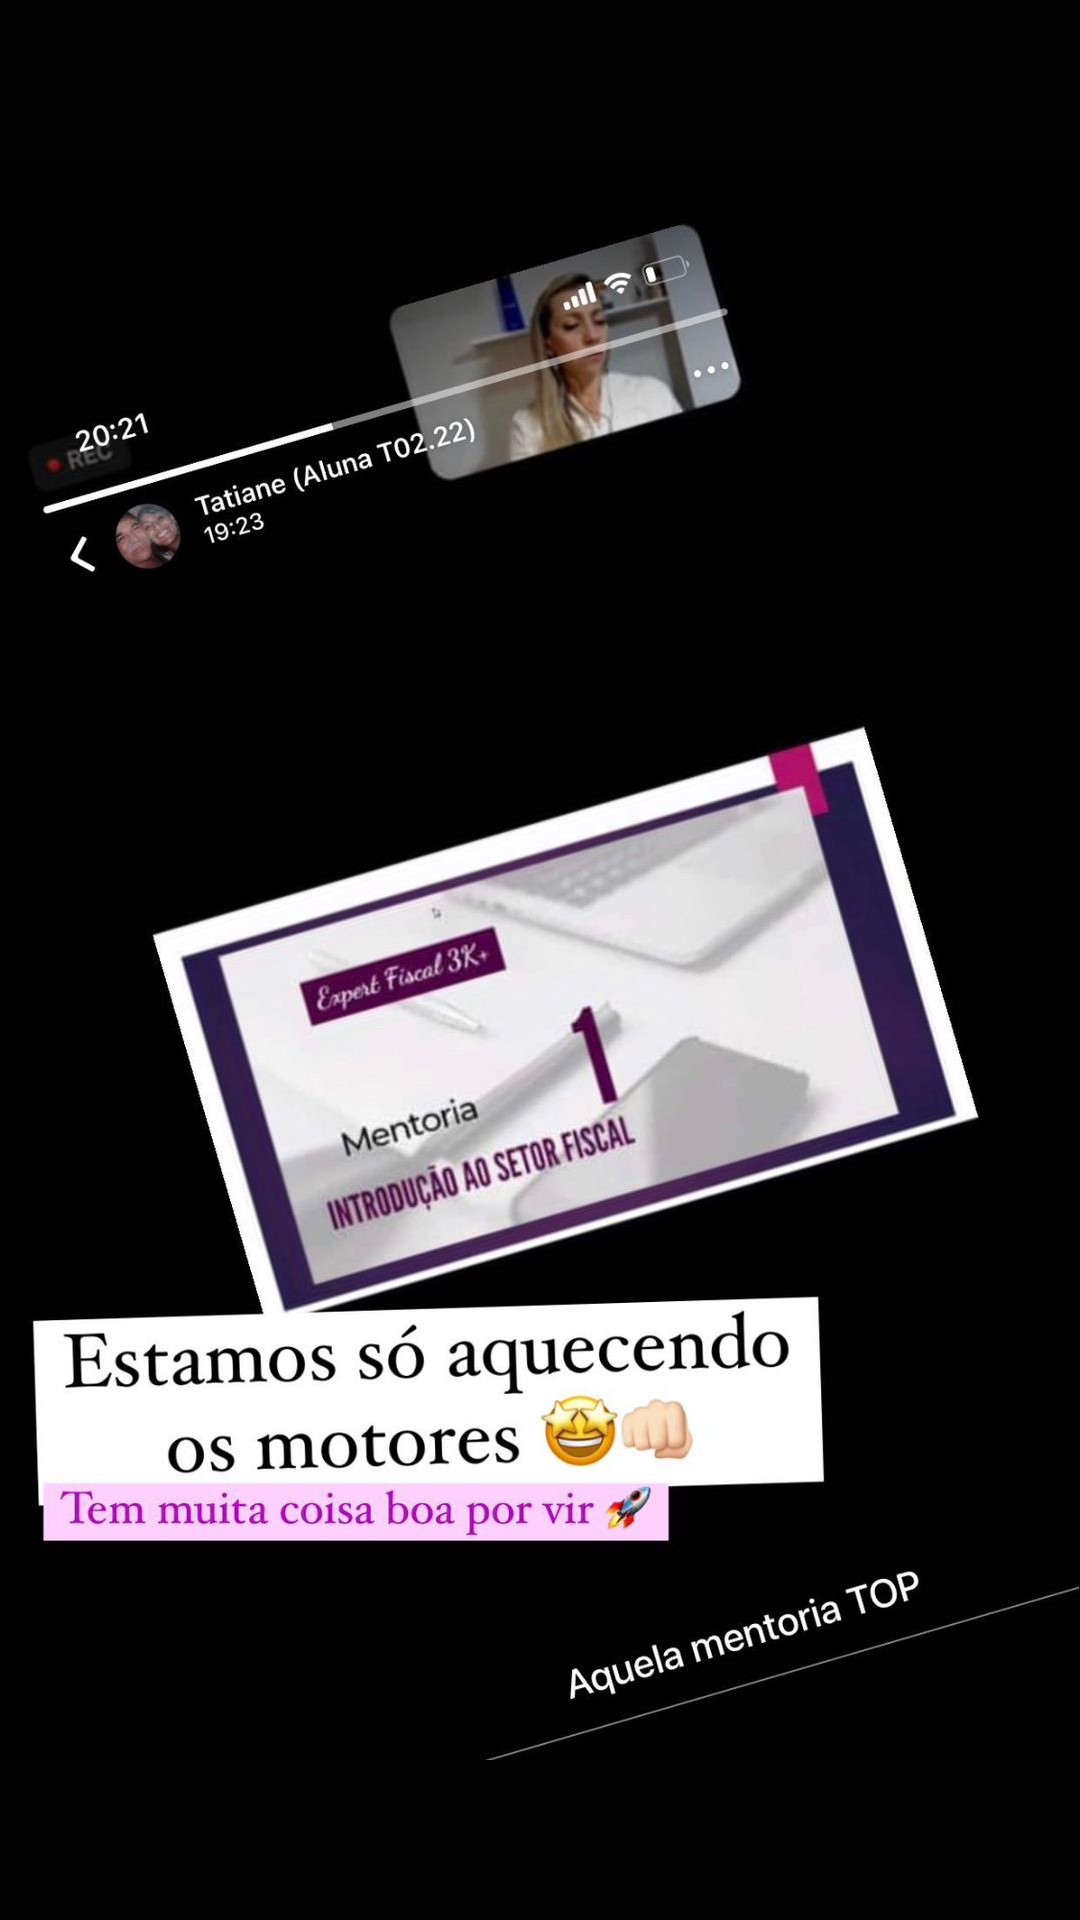 20:21
REC
Tatiane (Aluna T02.22)
19:23
Expert Fiscal 3K+
1
Mentoria
INTRODUÇÃO AO SETOR FISCAL
Estamos só aquecendo
os motores 🤩👊🏻
Tem muita coisa boa por vir 🚀
Aquela mentoria TOP